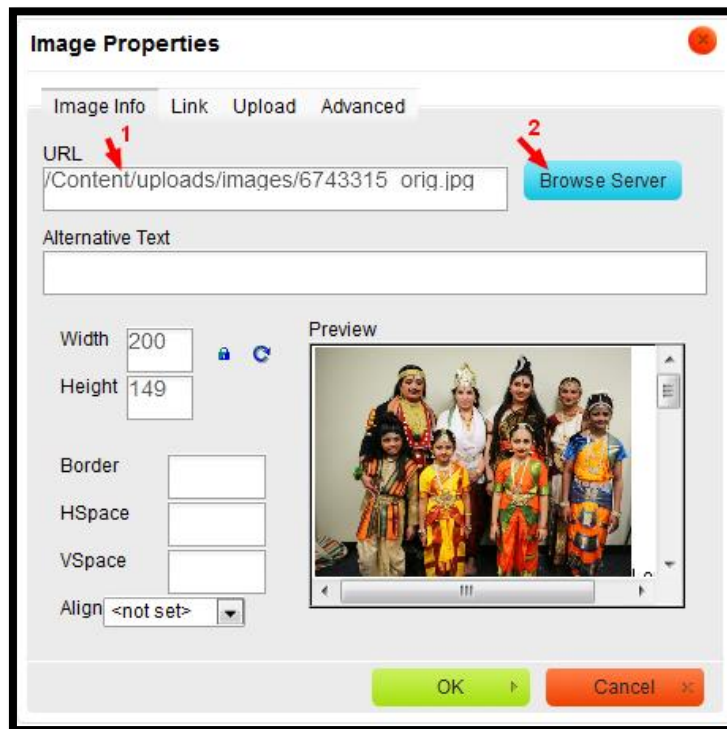 Image Properties
Image Info Link Upload Advanced
1
2
URL
/Content/uploads/images/6743315_orig.jpg
Browse Server
Alternative Text
Width 200
Preview
Height 149
Border
HSpace
VSpace
Align <not set>
OK
Cancel